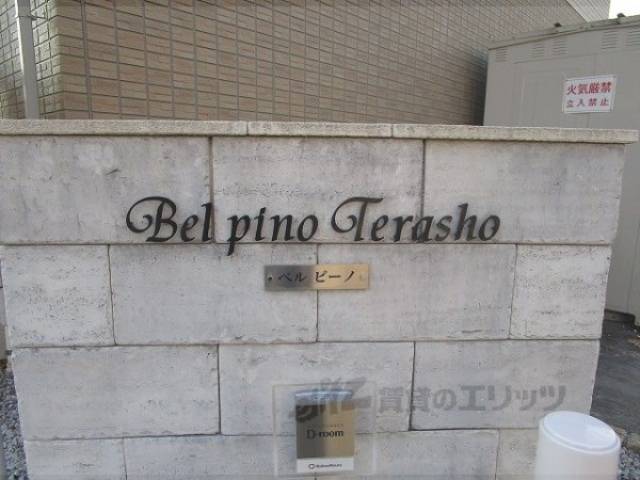 火気厳禁
立入禁止
Bel pino Terasho
ベル ピーノ
賃貸のエリッツ
D-room